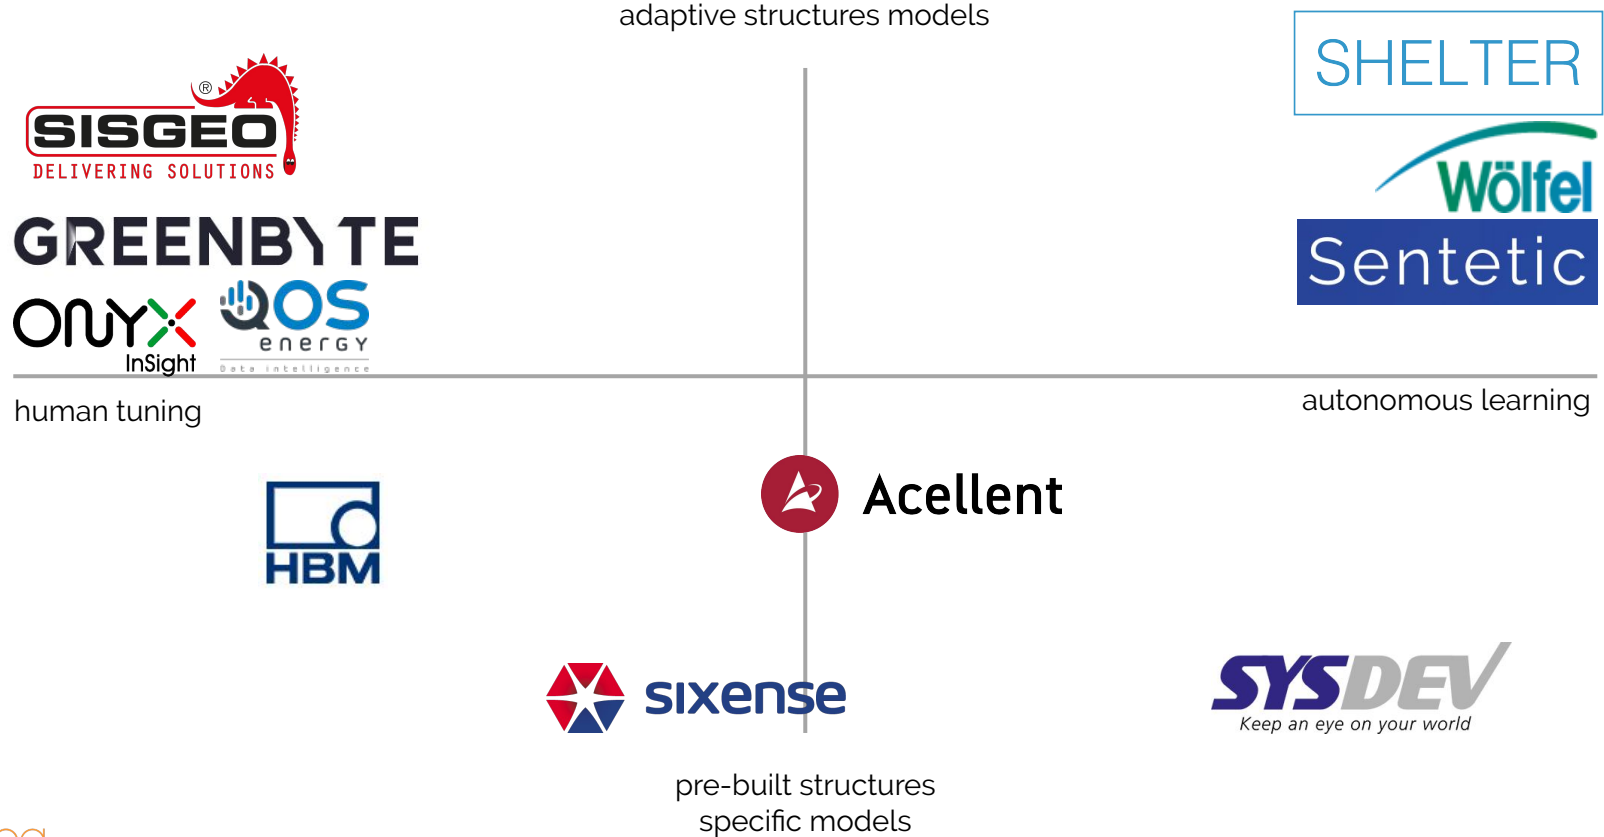 adaptive structures models
SHELTER
®
SISGEO
DELIVERING SOLUTIONS
Wölfel
GREENBYTE
Sentetic
ONYX
InSight
QOS
energy
Data intelligence
human tuning
autonomous learning
Acellent
HBM
sixense
SYSDEV
Keep an eye on your world
pre-built structures
specific models